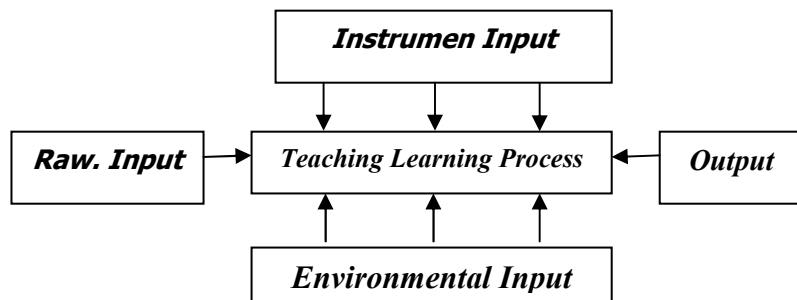 Instrumen Input
Raw. Input
Teaching Learning Process
Output
Environmental Input